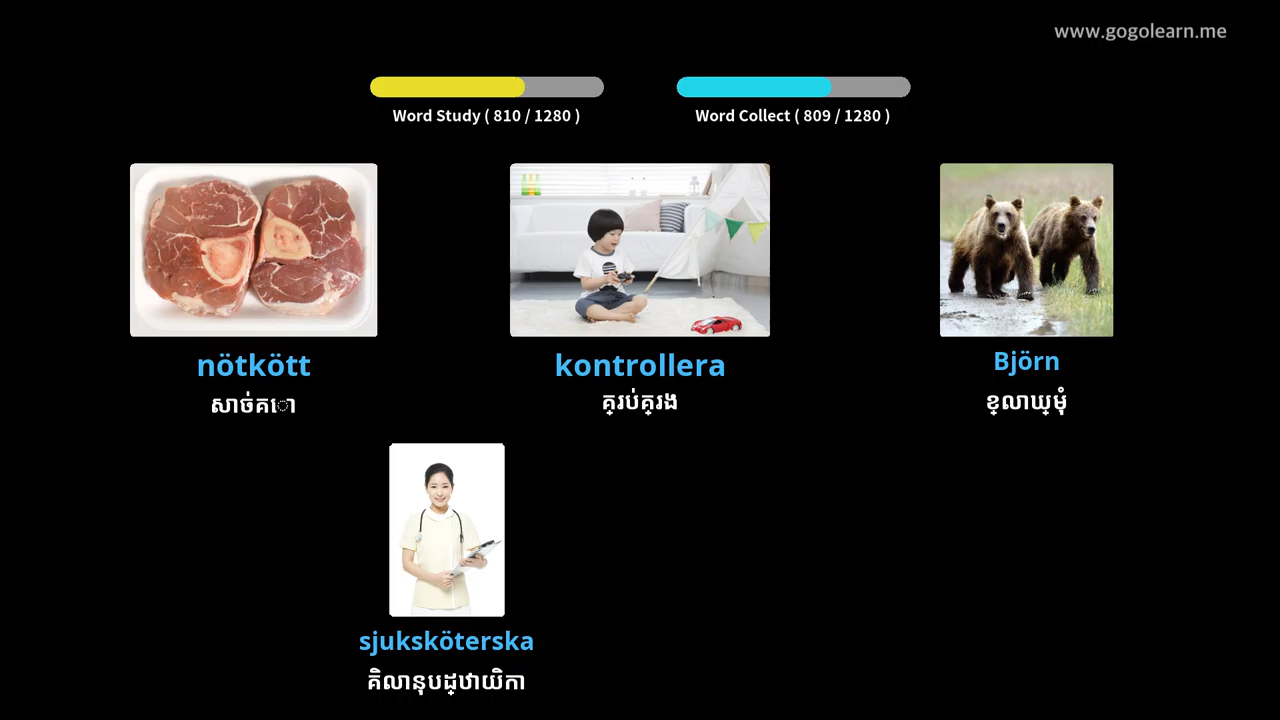 www.gogolearn.me
Word Study ( 810 / 1280 )
Word Collect ( 809 / 1280 )
nötkött
kontrollera
Björn
សាច់គោ
គ្រប់គ្រង
ខ្លាឃ្មុំ
sjuksköterska
គិលានុបដ្ឋាយិកា